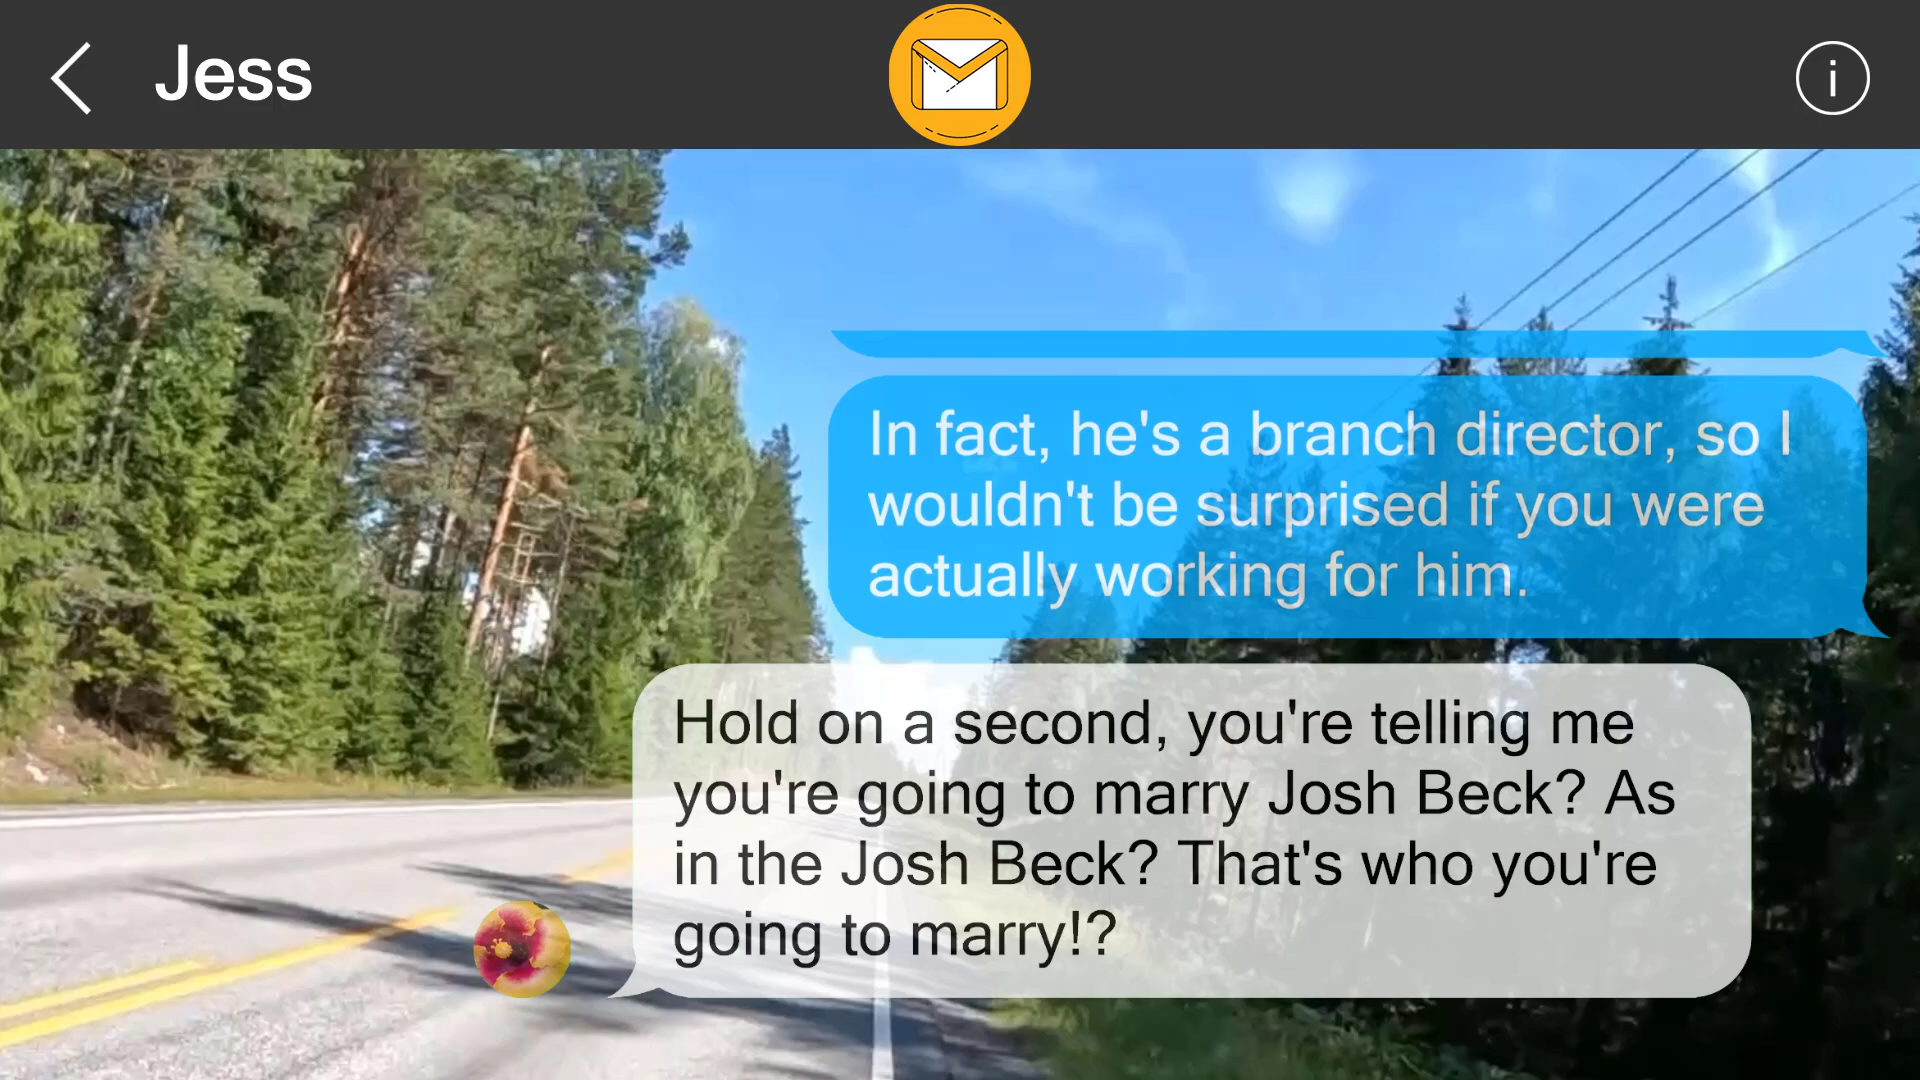 Jess
i
In fact, he's a branch director, so I
wouldn't be surprised if you were
actually working for him.
Hold on a second, you're telling me
you're going to marry Josh Beck? As
in the Josh Beck? That's who you're
going to marry!?